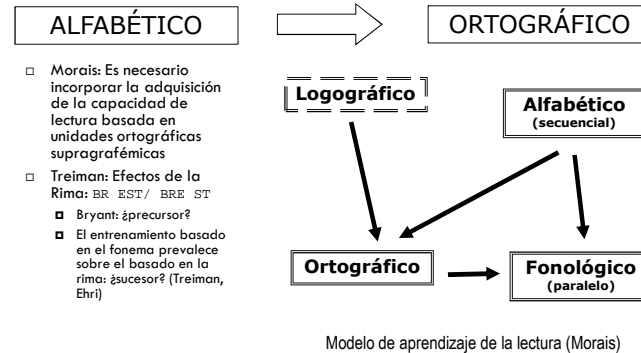 ALFABÉTICO
ORTOGRÁFICO
Morais: Es necesario
incorporar la adquisición
de la capacidad de
lectura basada en
unidades ortográficas
supragrafémicas
Treiman: Efectos de la
Rima: BR EST/ BRE ST
Bryant: ¿precursor?
El entrenamiento basado
en el fonema prevalece
sobre el basado en la
rima: ¿sucesor? (Treiman,
Ehri)
Logográfico
Alfabético
(secuencial)
Ortográfico
Fonológico
(paralelo)
Modelo de aprendizaje de la lectura (Morais)